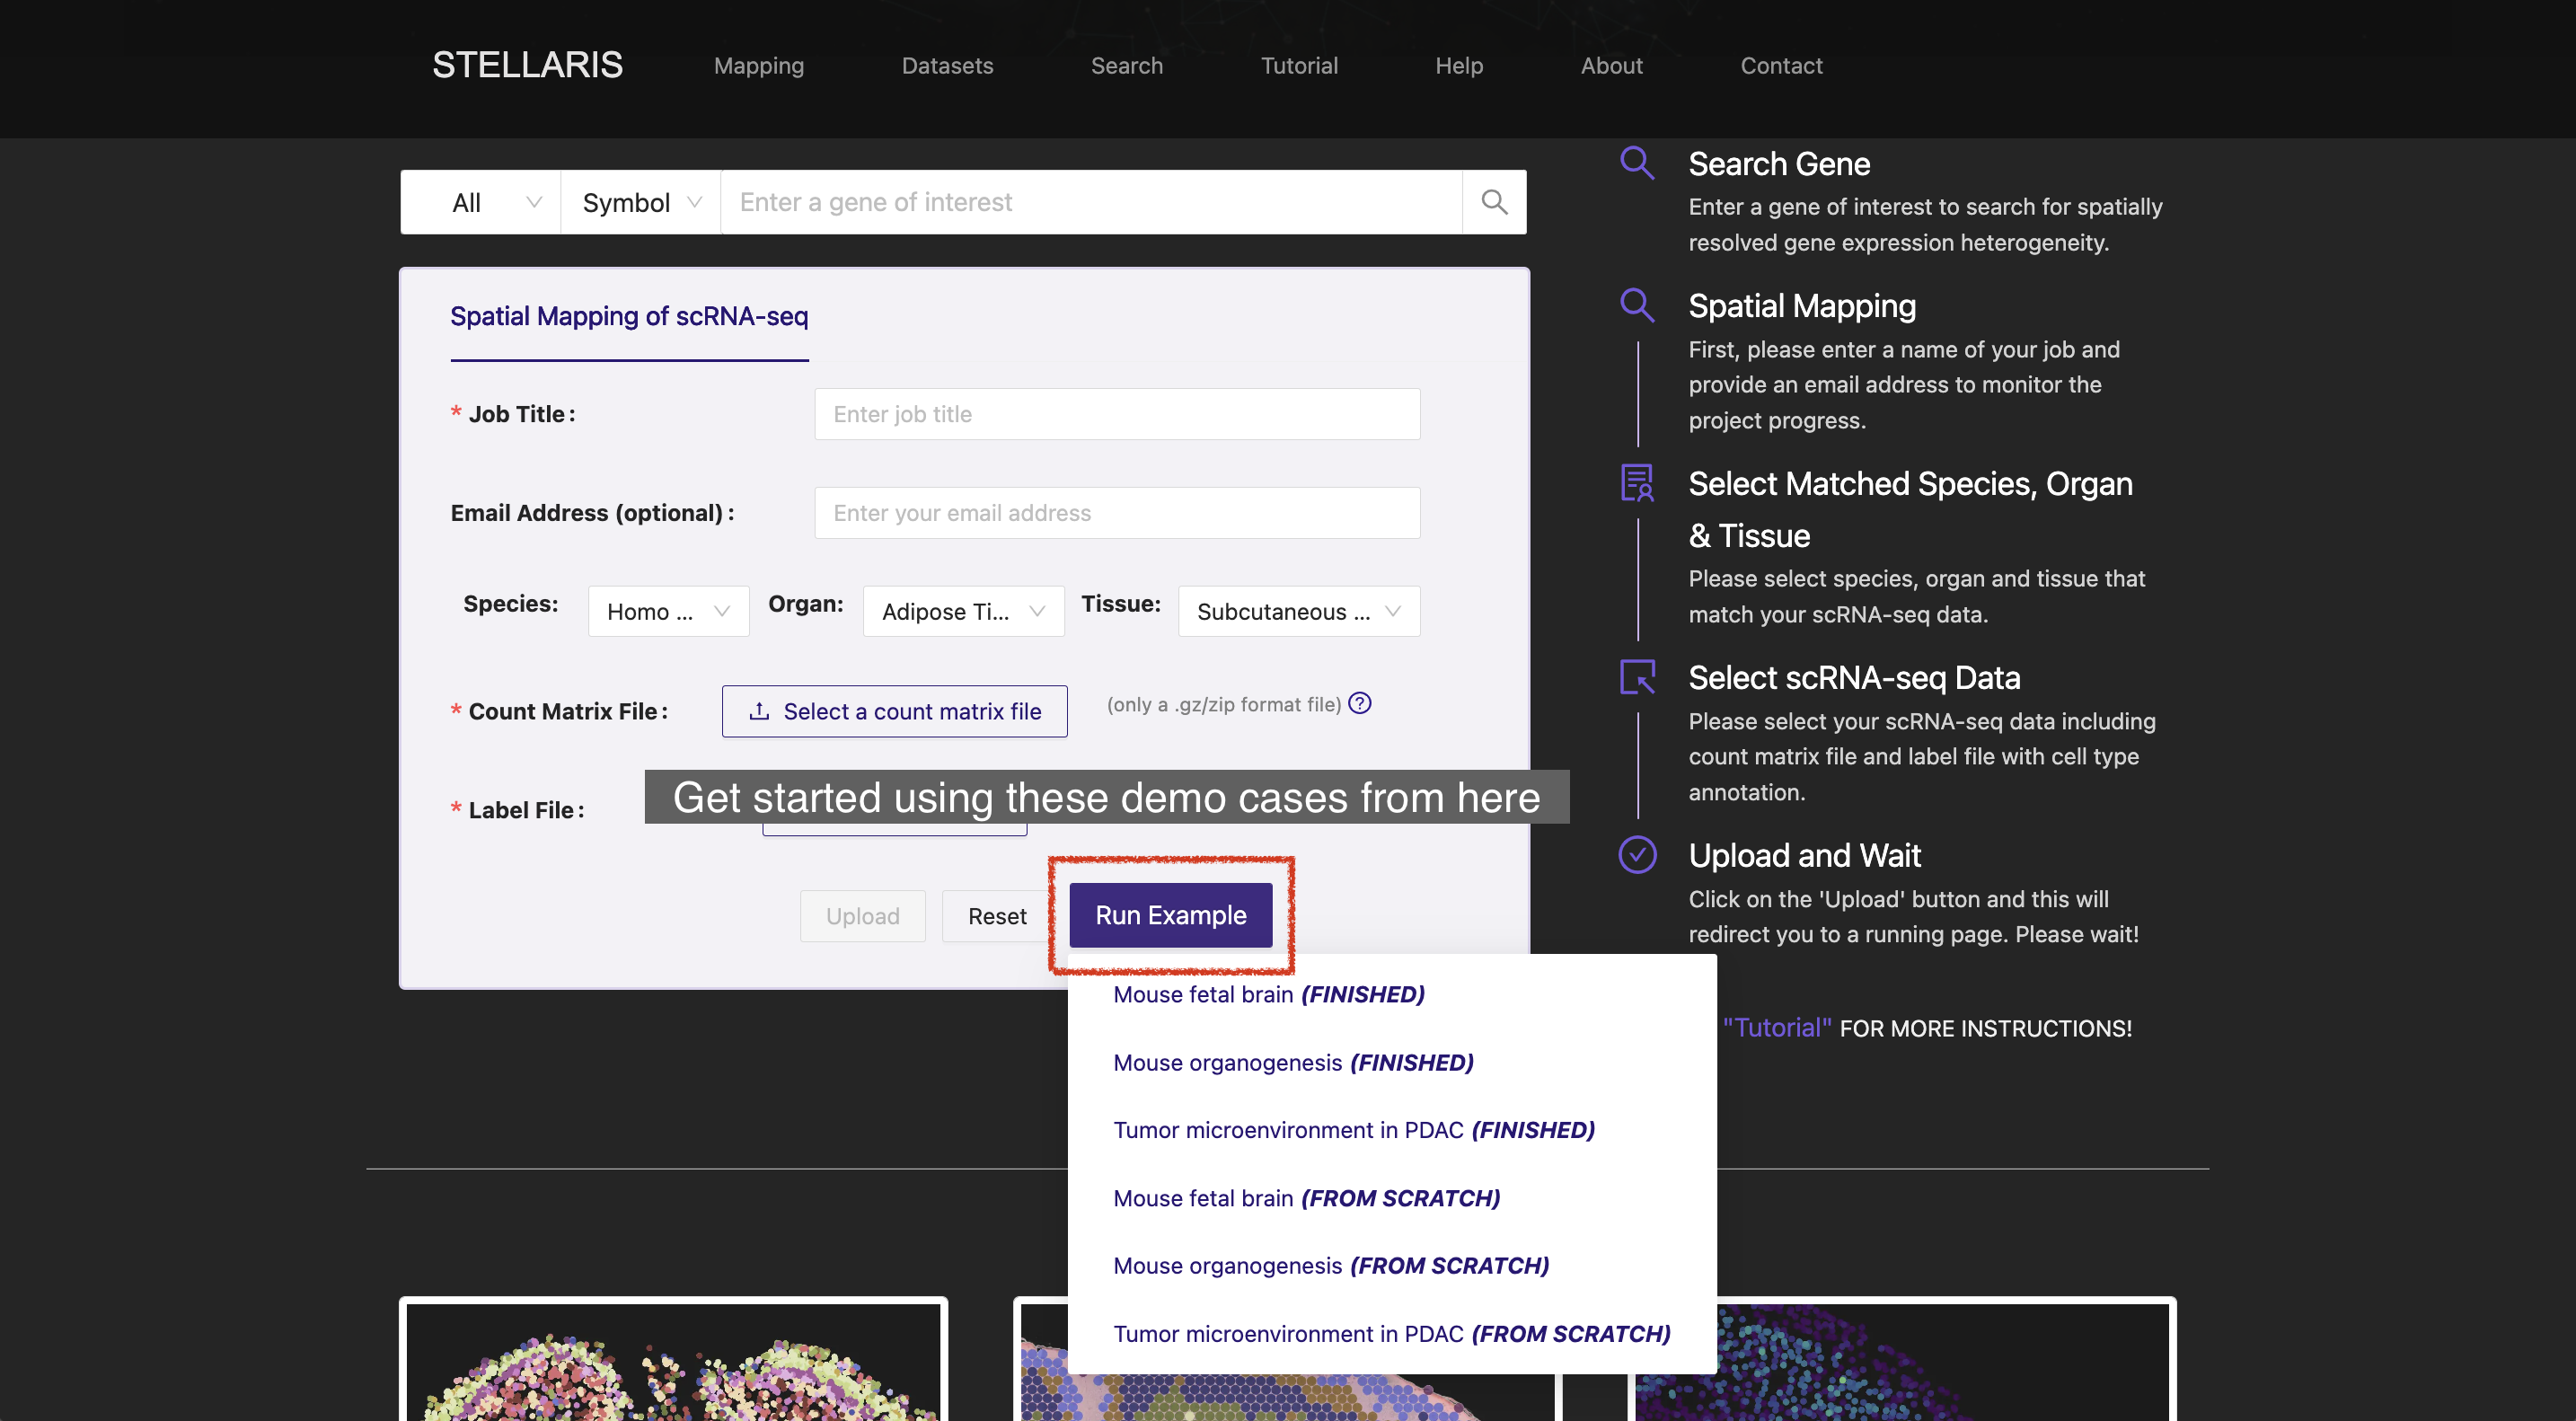 STELLARIS Mapping Datasets Search Tutorial Help About Contact
All Symbol Enter a gene of interest
Spatial Mapping of scRNA-seq
* Job Title: Enter job title
Email Address (optional): Enter your email address
Species: Homo ... Organ: Adipose Ti... Tissue: Subcutaneous ...
* Count Matrix File: Select a count matrix file (only a .gz/zip format file) ?
Get started using these demo cases from here
* Label File:
Upload Reset Run Example
Mouse fetal brain (FINISHED)
Mouse organogenesis (FINISHED)
Tumor microenvironment in PDAC (FINISHED)
Mouse fetal brain (FROM SCRATCH)
Mouse organogenesis (FROM SCRATCH)
Tumor microenvironment in PDAC (FROM SCRATCH)
Search Gene
Enter a gene of interest to search for spatially
resolved gene expression heterogeneity.
Spatial Mapping
First, please enter a name of your job and
provide an email address to monitor the
project progress.
Select Matched Species, Organ
& Tissue
Please select species, organ and tissue that
match your scRNA-seq data.
Select scRNA-seq Data
Please select your scRNA-seq data including
count matrix file and label file with cell type
annotation.
Upload and Wait
Click on the 'Upload' button and this will
redirect you to a running page. Please wait!
"Tutorial" FOR MORE INSTRUCTIONS!